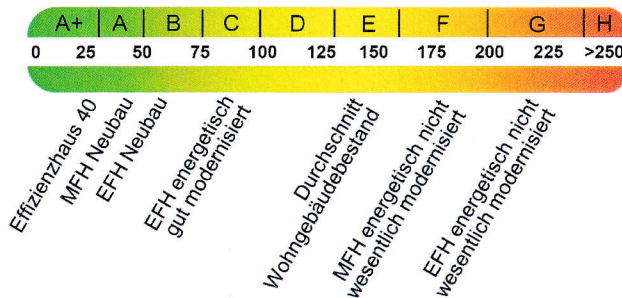 A+ A B C D E F G H
0 25 50 75 100 125 150 175 200 225 >250
Effizienzhaus 40
MFH Neubau
EFH Neubau
EFH energetisch
gut modernisiert
Durchschnitt
Wohngebäudebestand
MFH energetisch nicht
wesentlich modernisiert
EFH energetisch nicht
wesentlich modernisiert